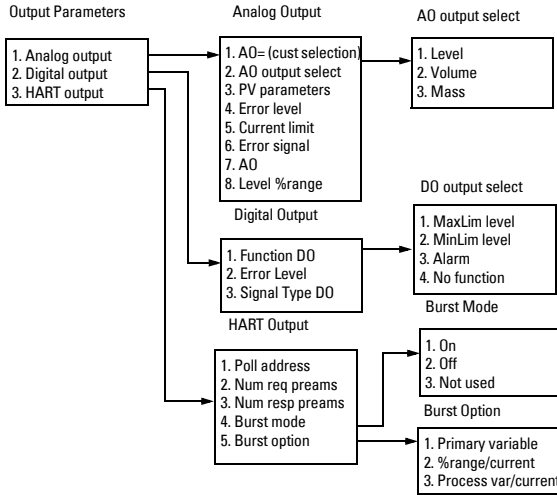 Output Parameters
1. Analog output
2. Digital output
3. HART output
Analog Output
1. AO= (cust selection)
2. AO output select
3. PV parameters
4. Error level
5. Current limit
6. Error signal
7. AO
8. Level %range
AO output select
1. Level
2. Volume
3. Mass
Digital Output
1. Function DO
2. Error Level
3. Signal Type DO
DO output select
1. MaxLim level
2. MinLim level
3. Alarm
4. No function
HART Output
1. Poll address
2. Num req preams
3. Num resp preams
4. Burst mode
5. Burst option
Burst Mode
1. On
2. Off
3. Not used
Burst Option
1. Primary variable
2. %range/current
3. Process var/current